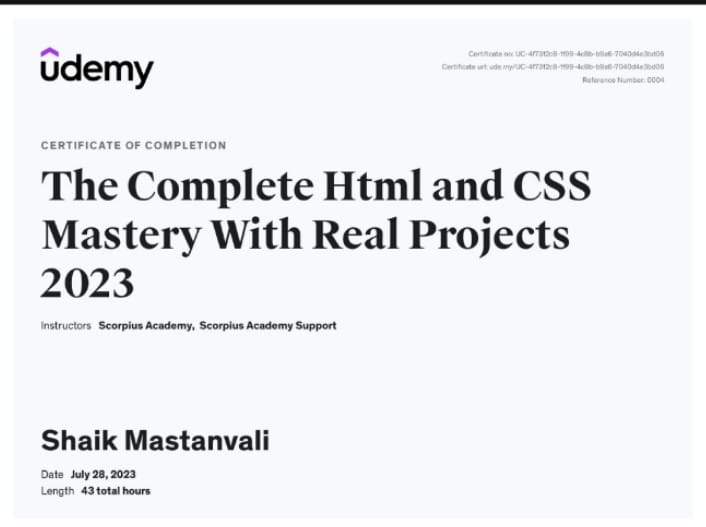 udemy
Certificate no: UC-4f73f2c8-1f99-4c8b-b9a6-7040d4e3bd06
Certificate url: ude.my/UC-4f73f2c8-1f99-4c8b-b9a6-7040d4e3bd06
Reference Number: 0004
CERTIFICATE OF COMPLETION
The Complete Html and CSS
Mastery With Real Projects
2023
Instructors Scorpius Academy, Scorpius Academy Support
Shaik Mastanvali
Date July 28, 2023
Length 43 total hours